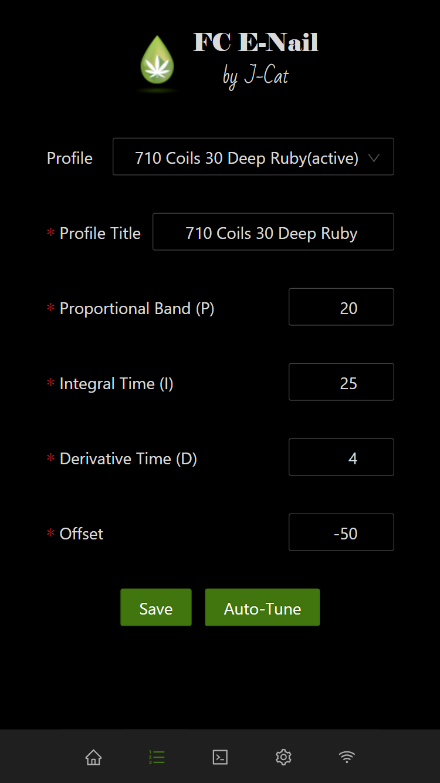 FC E-Nail
by J-Cat
Profile 710 Coils 30 Deep Ruby(active)
* Profile Title 710 Coils 30 Deep Ruby
* Proportional Band (P) 20
* Integral Time (I) 25
* Derivative Time (D) 4
* Offset -50
Save Auto-Tune